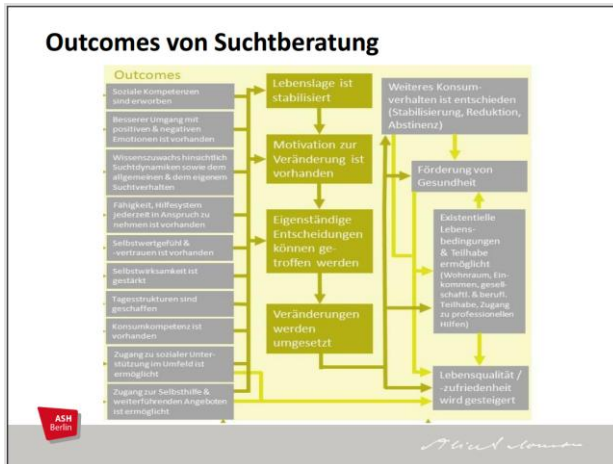 Outcomes von Suchtberatung
Outcomes
Soziale Kompetenzen
sind erworben
Besserer Umgang mit
positiven & negativen
Emotionen ist vorhanden
Wissenszuwachs hinsichtlich
Suchtdynamiken sowie dem
allgemeinen & dem eigenem
Suchtverhalten
Fähigkeit, Hilfesystem
jederzeit in Anspruch zu
nehmen ist vorhanden
Selbstwertgefühl &
-vertrauen ist vorhanden
Selbstwirksamkeit ist
gestärkt
Tagesstrukturen sind
geschaffen
Konsumkompetenz ist
vorhanden
Zugang zu sozialer Unter-
stützung im Umfeld ist
ermöglicht
Zugang zur Selbsthilfe &
weiterführenden Angeboten
ist ermöglicht
Lebenslage ist
stabilisiert
Motivation zur
Veränderung ist
vorhanden
Eigenständige
Entscheidungen
können ge-
troffen werden
Veränderungen
werden
umgesetzt
Weiteres Konsum-
verhalten ist entschieden
(Stabilisierung, Reduktion,
Abstinenz)
Förderung von
Gesundheit
Existentielle
Lebens-
bedingungen
& Teilhabe
ermöglicht
(Wohnraum, Ein-
kommen, gesell-
schaftl. & berufl.
Teilhabe, Zugang
zu professionellen
Hilfen)
Lebensqualität /
-zufriedenheit
wird gesteigert
ASH
Berlin
Alice Salomon